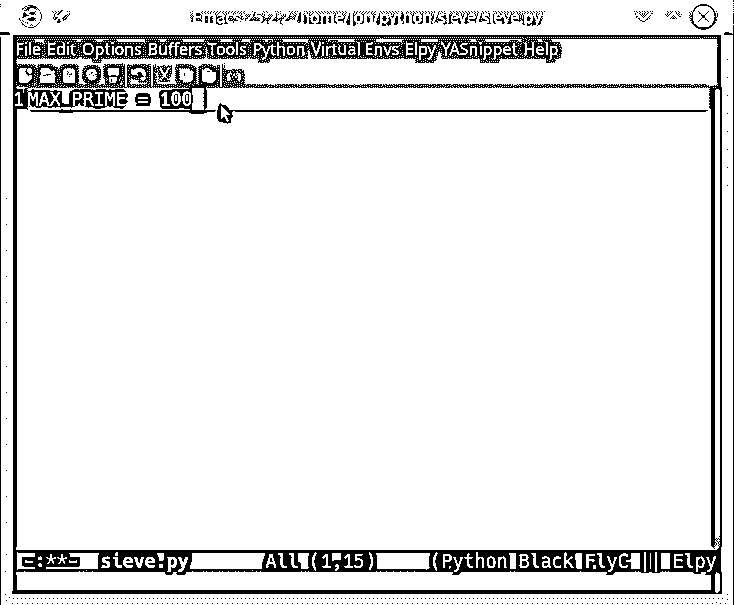 Emacs 25.2.2 /home/jon/python/sieve/sieve.py
File Edit Options Buffers Tools Python Virtual Envs Elpy YASnippet Help
1 MAX_PRIME = 100
-:**- sieve.py All (1,15) (Python Black FlyC ||| Elpy